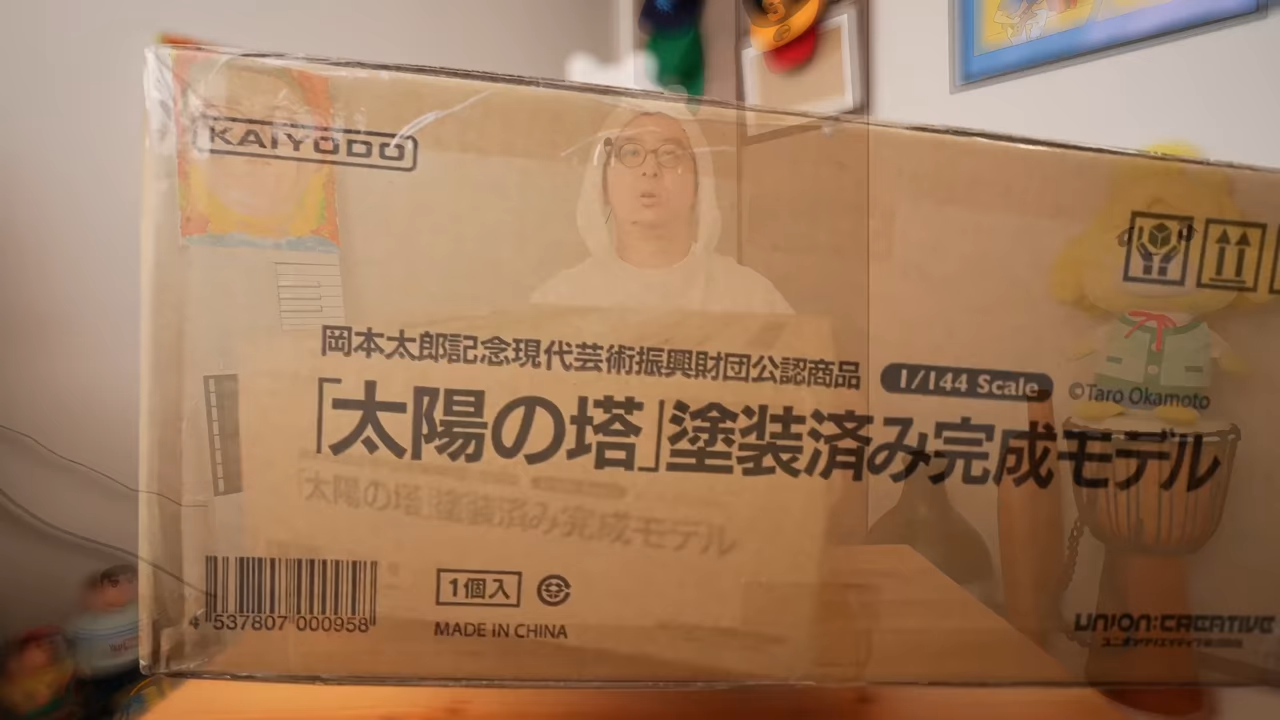 KAIYODO
岡本太郎記念現代芸術振興財団公認商品
1/144 Scale
©Taro Okamoto
「太陽の塔」塗装済み完成モデル
「太陽の塔」塗装済み完成モデル
4 537807 000958
1個入
MADE IN CHINA
UNION:CREATIVE